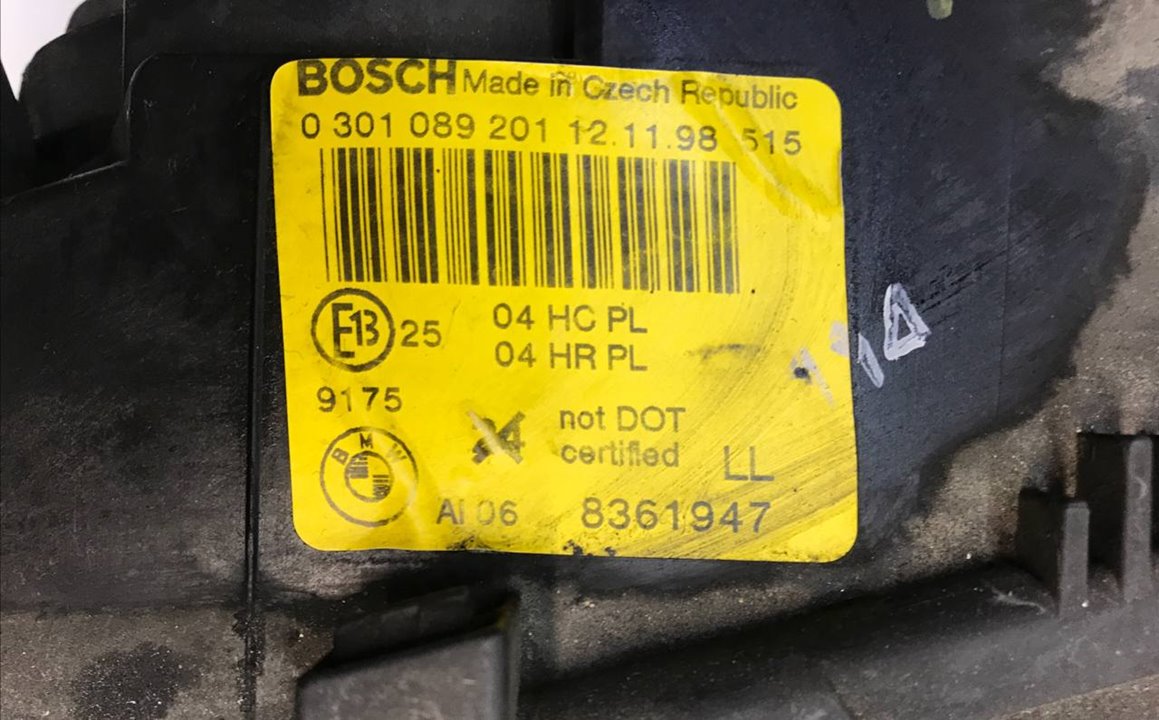 BOSCH Made in Czech Republic
0 301 089 201 12.11.98 515
E13 25
04 HC PL
04 HR PL
9175
24
not DOT
certified
LL
BMW
AI 06
8361947